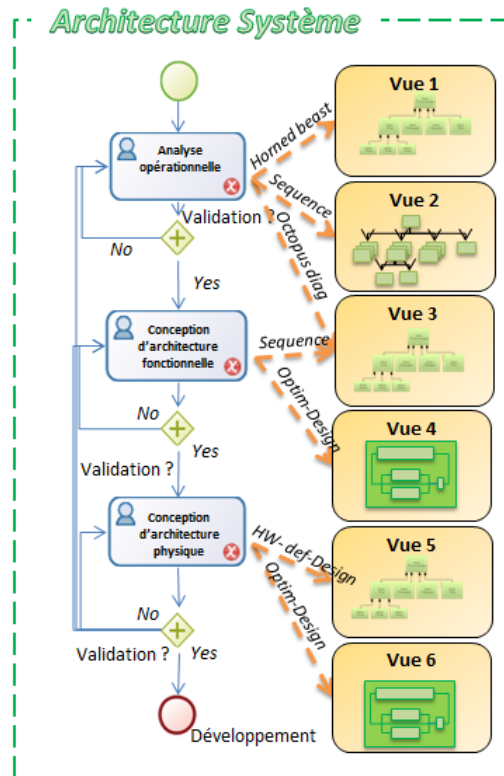 Architecture Système
Vue 1
Analyse
opérationnelle
Horned beast
Sequence
Octopus diag
Validation ?
No
Yes
Vue 2
Vue 3
Conception
d'architecture
fonctionnelle
Sequence
Optim-Design
No
Yes
Validation ?
Vue 4
Conception
d'architecture
physique
HW-def-Design
Optim-Design
Vue 5
No
Validation ?
Yes
Vue 6
Développement